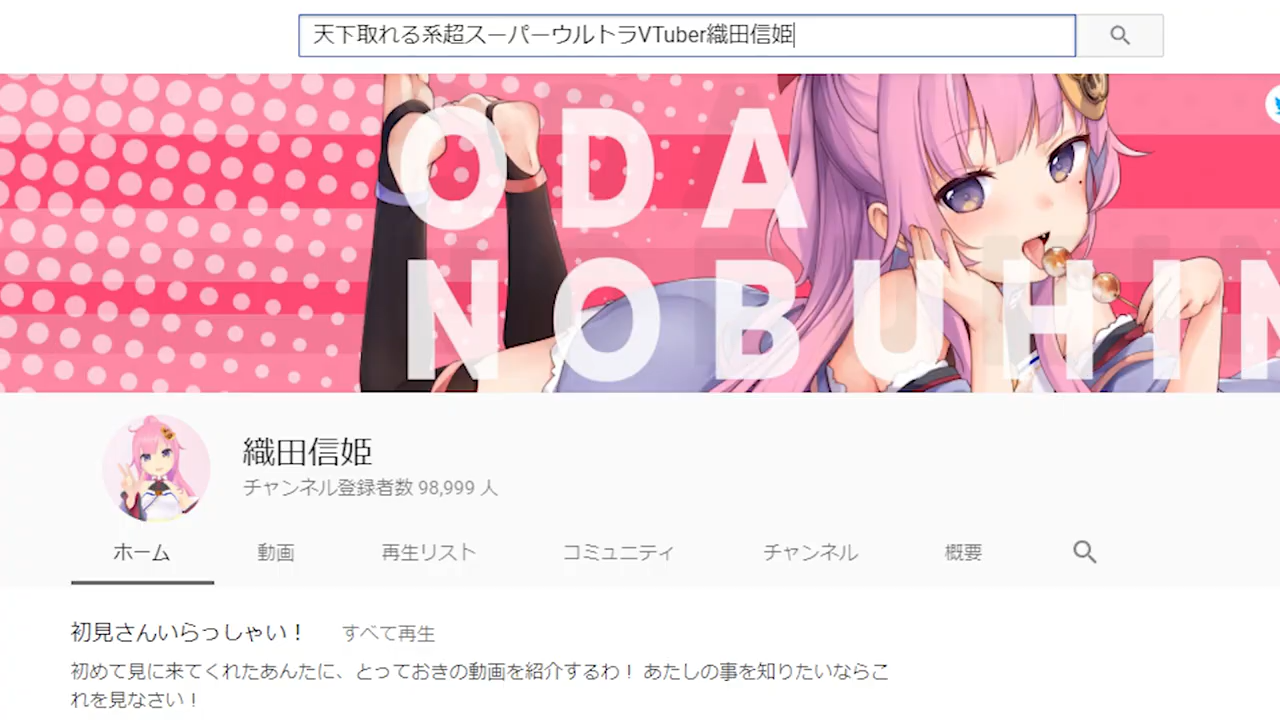 天下取れる系超スーパーウルトラVTuber織田信姫
ODA
NOBUHIN
織田信姫
チャンネル登録者数 98,999 人
ホーム 動画 再生リスト コミュニティ チャンネル 概要
初見さんいらっしゃい！ すべて再生
初めて見に来てくれたあんたに、とっておきの動画を紹介するわ！ あたしの事を知りたいならこ
れを見なさい！